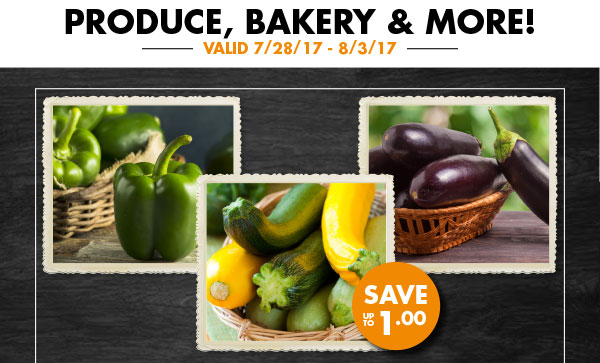 PRODUCE, BAKERY & MORE!
VALID 7/28/17 - 8/3/17
SAVE
UP TO 1.00